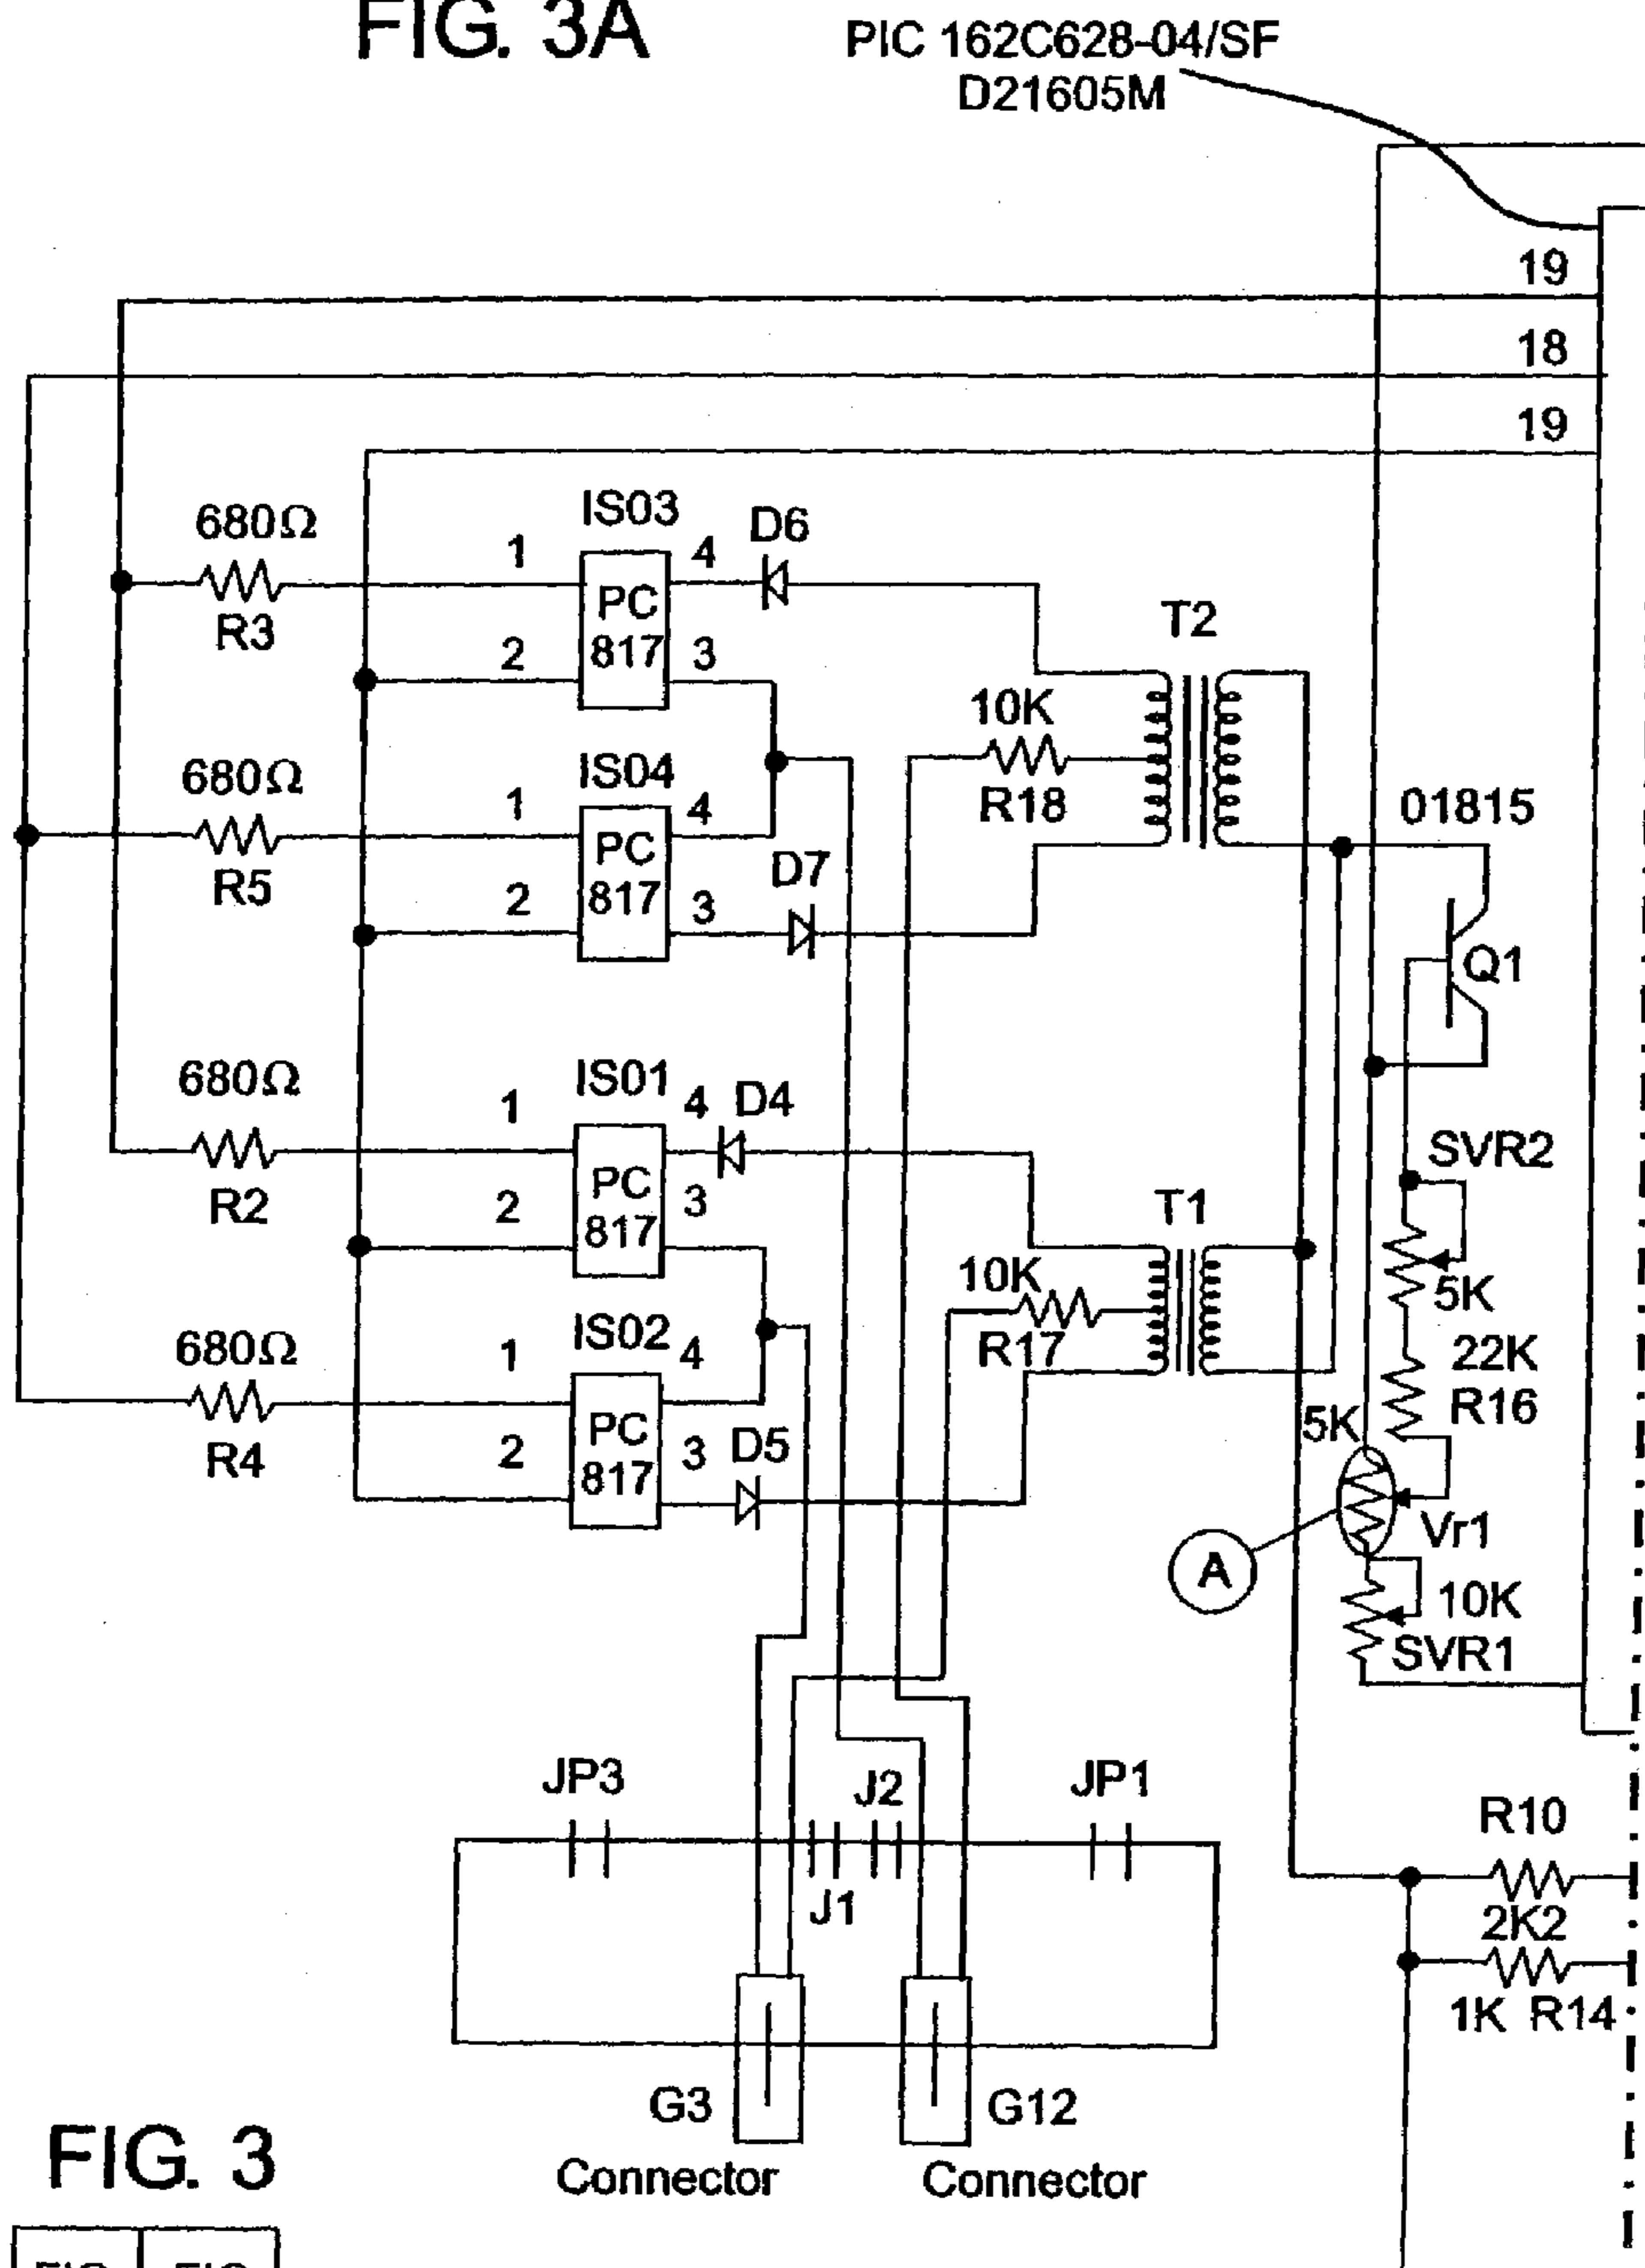 FIG. 3A
PIC 162C628-04/SF
D21605M
19
18
19
680Ω
R3
1
2
IS03
PC
817
4
3
D6
T2
10K
R18
680Ω
R5
1
2
IS04
PC
817
4
3
D7
01815
Q1
680Ω
R2
1
2
IS01
PC
817
4
3
D4
T1
10K
R17
SVR2
5K
22K
R16
680Ω
R4
1
2
IS02
PC
817
4
3
D5
5K
Vr1
A
10K
SVR1
JP3
J2
JP1
J1
R10
2K2
1K R14
G3
G12
Connector
Connector
FIG. 3